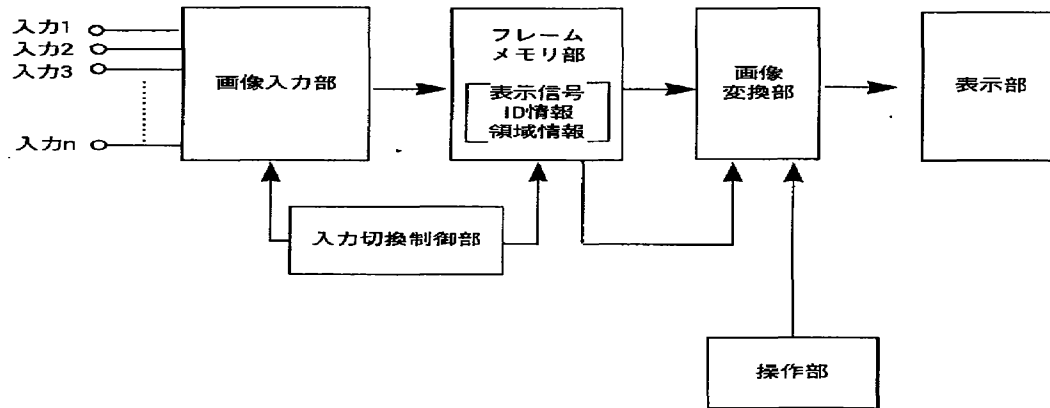 入力1
入力2
入力3
入力n
画像入力部
フレーム
メモリ部
表示信号
ID情報
領域情報
画像
変換部
表示部
入力切換制御部
操作部